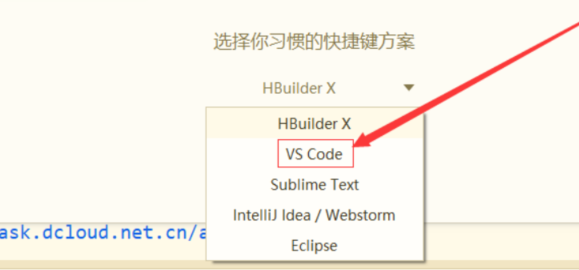 选择你习惯的快捷键方案
HBuilder X
HBuilder X
VS Code
Sublime Text
IntelliJ Idea / Webstorm
ask.dcloud.net.cn/a
Eclipse